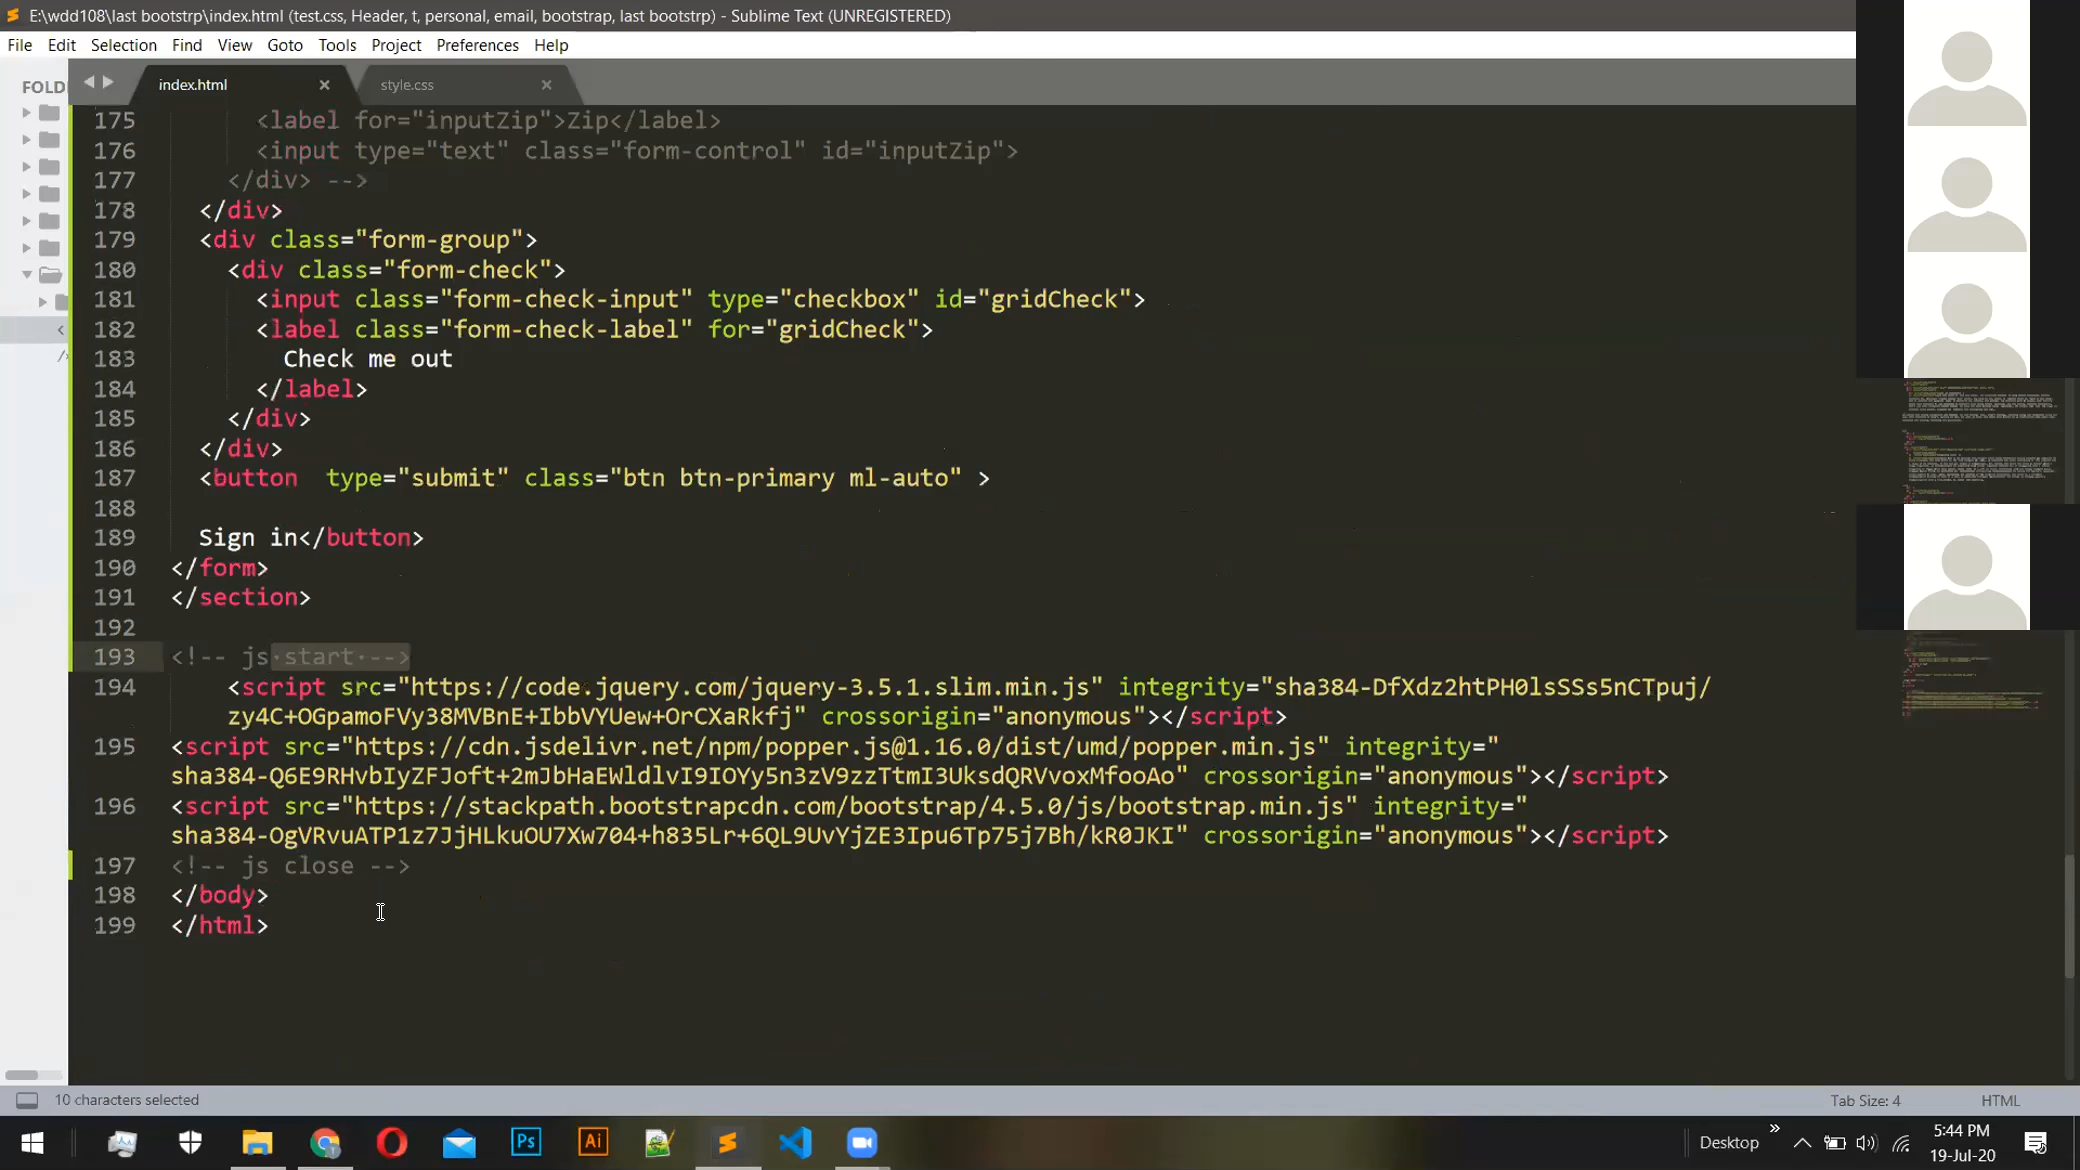 E:\wdd108\last bootstrp\index.html (test.css, Header, t, personal, email, bootstrap, last bootstrp) - Sublime Text (UNREGISTERED)
File Edit Selection Find View Goto Tools Project Preferences Help
FOLD
index.html
style.css
175 <label for="inputZip">Zip</label>
176 <input type="text" class="form-control" id="inputZip">
177 </div> -->
178 </div>
179 <div class="form-group">
180 <div class="form-check">
181 <input class="form-check-input" type="checkbox" id="gridCheck">
182 <label class="form-check-label" for="gridCheck">
183 Check me out
184 </label>
185 </div>
186 </div>
187 <button  type="submit" class="btn btn-primary ml-auto" >
188
189 Sign in</button>
190 </form>
191 </section>
192
193 <!-- js start -->
194 <script src="https://code.jquery.com/jquery-3.5.1.slim.min.js" integrity="sha384-DfXdz2htPH0lsSSs5nCTpuj/
zy4C+OGpamoFVy38MVBnE+IbbVYUew+OrCXaRkfj" crossorigin="anonymous"></script>
195 <script src="https://cdn.jsdelivr.net/npm/popper.js@1.16.0/dist/umd/popper.min.js" integrity="
sha384-Q6E9RHvbIyZFJoft+2mJbHaEWldlvI9IOYy5n3zV9zzTtmI3UksdQRVvoxMfooAo" crossorigin="anonymous"></script>
196 <script src="https://stackpath.bootstrapcdn.com/bootstrap/4.5.0/js/bootstrap.min.js" integrity="
sha384-OgVRvuATP1z7JjHLkuOU7Xw704+h835Lr+6QL9UvYjZE3Ipu6Tp75j7Bh/kR0JKI" crossorigin="anonymous"></script>
197 <!-- js close -->
198 </body>
199 </html>
10 characters selected
Tab Size: 4
HTML
Desktop
5:44 PM
19-Jul-20